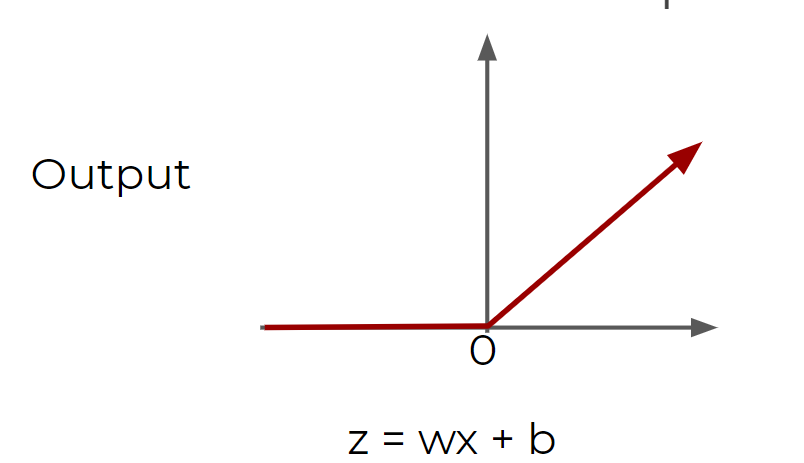 Output
0
z = wx + b